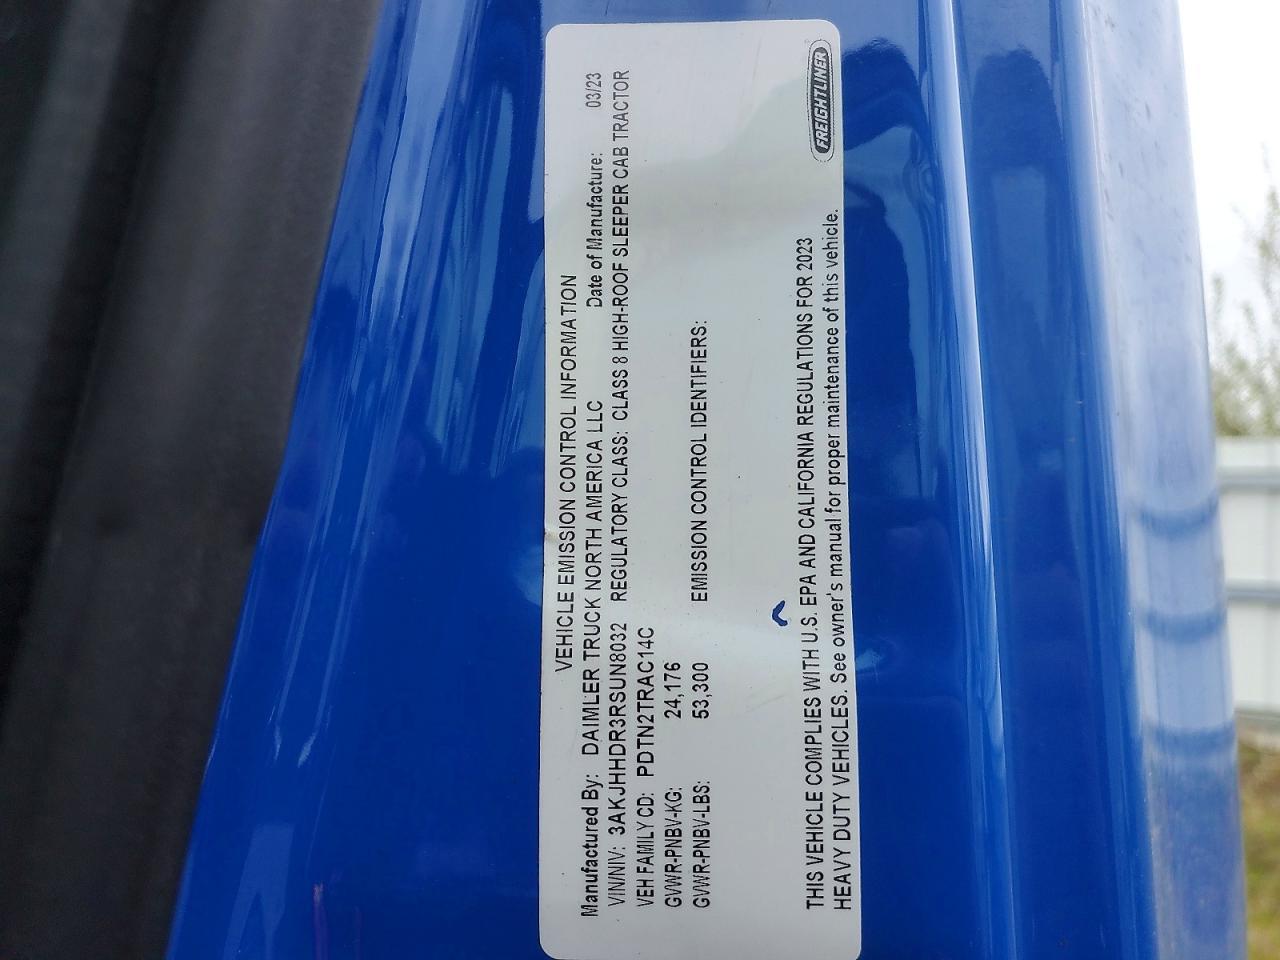 VEHICLE EMISSION CONTROL INFORMATION
Manufactured By: DAIMLER TRUCK NORTH AMERICA LLC Date of Manufacture: 03/23
VIN/NIV: 3AKJHHDR3RSUN8032 REGULATORY CLASS: CLASS 8 HIGH-ROOF SLEEPER CAB TRACTOR
VEH FAMILY CD: PDTN2TRAC14C
GVWR-PNBV-KG: 24,176
GVWR-PNBV-LBS: 53,300 EMISSION CONTROL IDENTIFIERS:
THIS VEHICLE COMPLIES WITH U.S. EPA AND CALIFORNIA REGULATIONS FOR 2023
HEAVY DUTY VEHICLES. See owner's manual for proper maintenance of this vehicle.
FREIGHTLINER